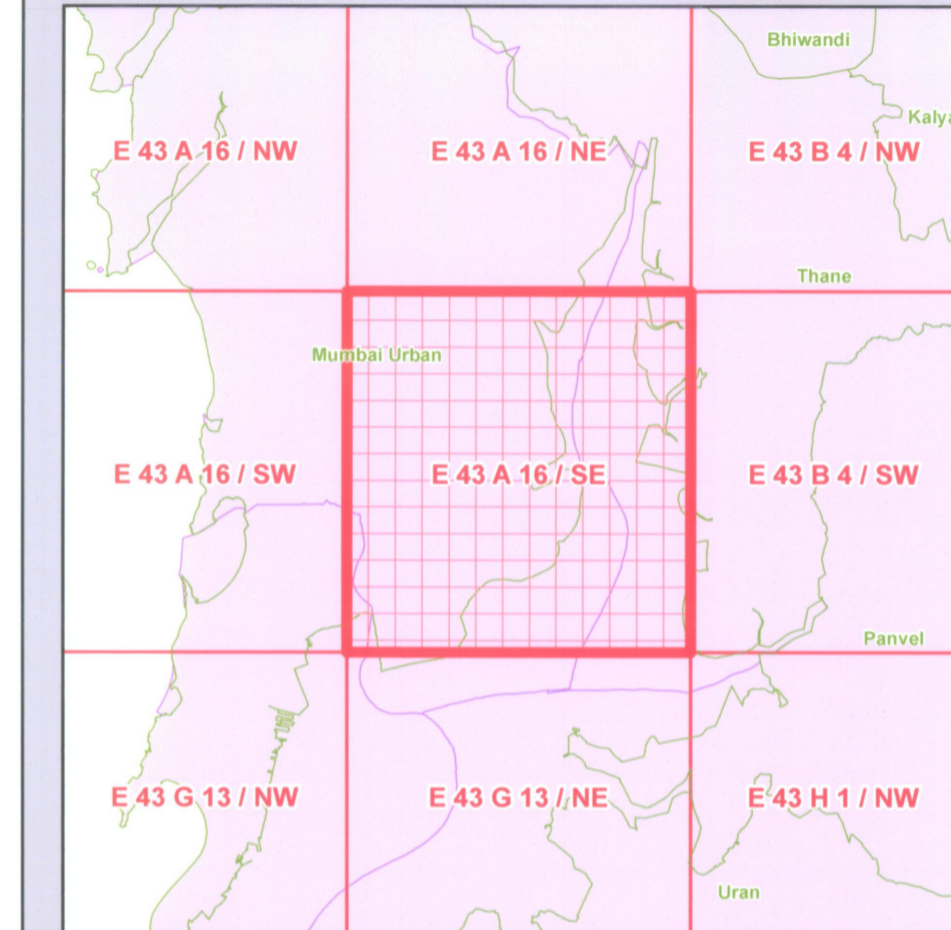 Bhiwandi
Kalya
E 43 A 16 / NW
E 43 A 16 / NE
E 43 B 4 / NW
Thane
Mumbai Urban
E 43 A 16 / SW
E 43 A 16 / SE
E 43 B 4 / SW
Panvel
E 43 G 13 / NW
E 43 G 13 / NE
E 43 H 1 / NW
Uran